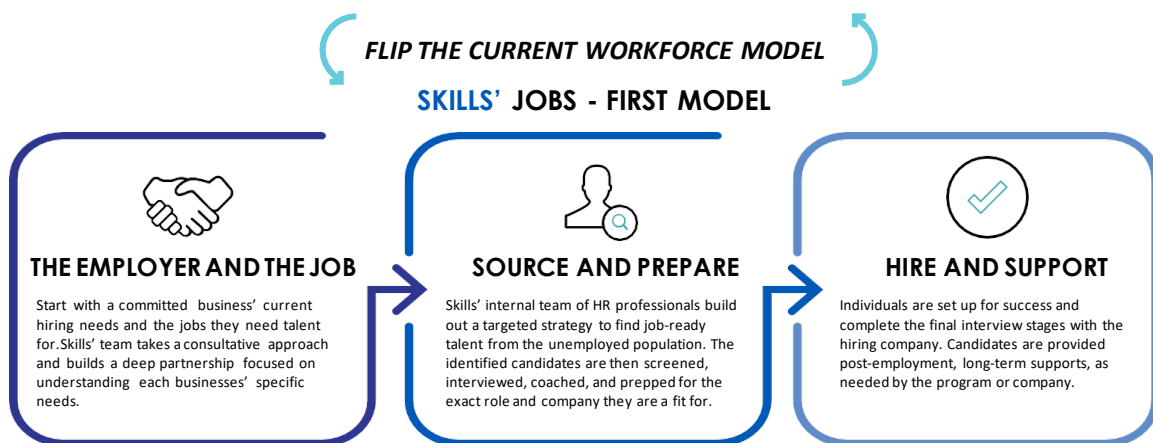 FLIP THE CURRENT WORKFORCE MODEL
SKILLS' JOBS - FIRST MODEL
THE EMPLOYER AND THE JOB
Start with a committed business' current
hiring needs and the jobs they need talent
for.Skills' team takes a consultative approach
and builds a deep partnership focused on
understanding each businesses' specific
needs.
SOURCE AND PREPARE
Skills' internal team of HR professionals build
out a targeted strategy to find job-ready
talent from the unemployed population. The
identified candidates are then screened,
interviewed, coached, and prepped for the
exact role and company they are a fit for.
HIRE AND SUPPORT
Individuals are set up for success and
complete the final interview stages with the
hiring company. Candidates are provided
post-employment, long-term supports, as
needed by the program or company.